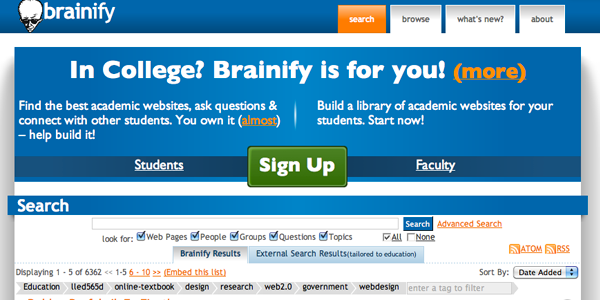 brainify
search browse what's new? about
In College? Brainify is for you! (more)
Find the best academic websites, ask questions &
connect with other students. You own it (almost)
– help build it!
Build a library of academic websites for your
students. Start now!
Students Sign Up Faculty
Search
Search Advanced Search
look for: Web Pages People Groups Questions Topics All None
Brainify Results External Search Results(tailored to education) ATOM RSS
Displaying 1 - 5 of 6362 << 1-5 6 - 10 >> (Embed this list) Sort By: Date Added
Education lled565d online-textbook design research web2.0 government webdesign enter a tag to filter